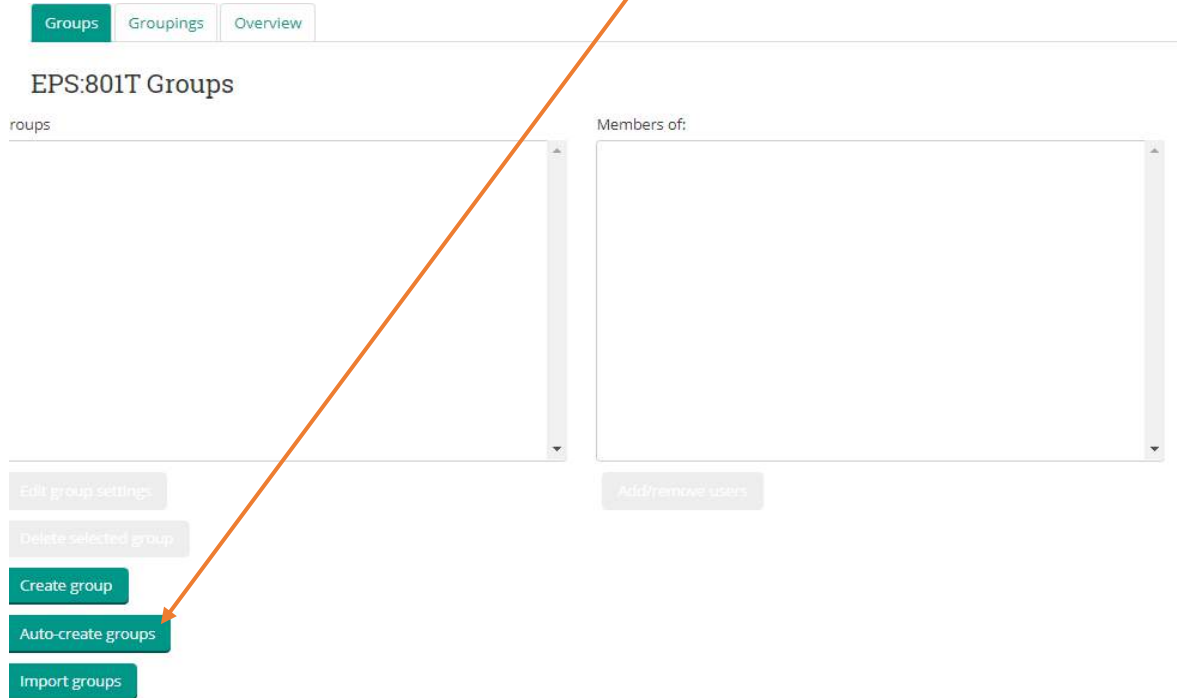 Groups Groupings Overview
EPS:801T Groups
roups
Members of:
Edit group settings
Add/remove users
Delete selected group
Create group
Auto-create groups
Import groups